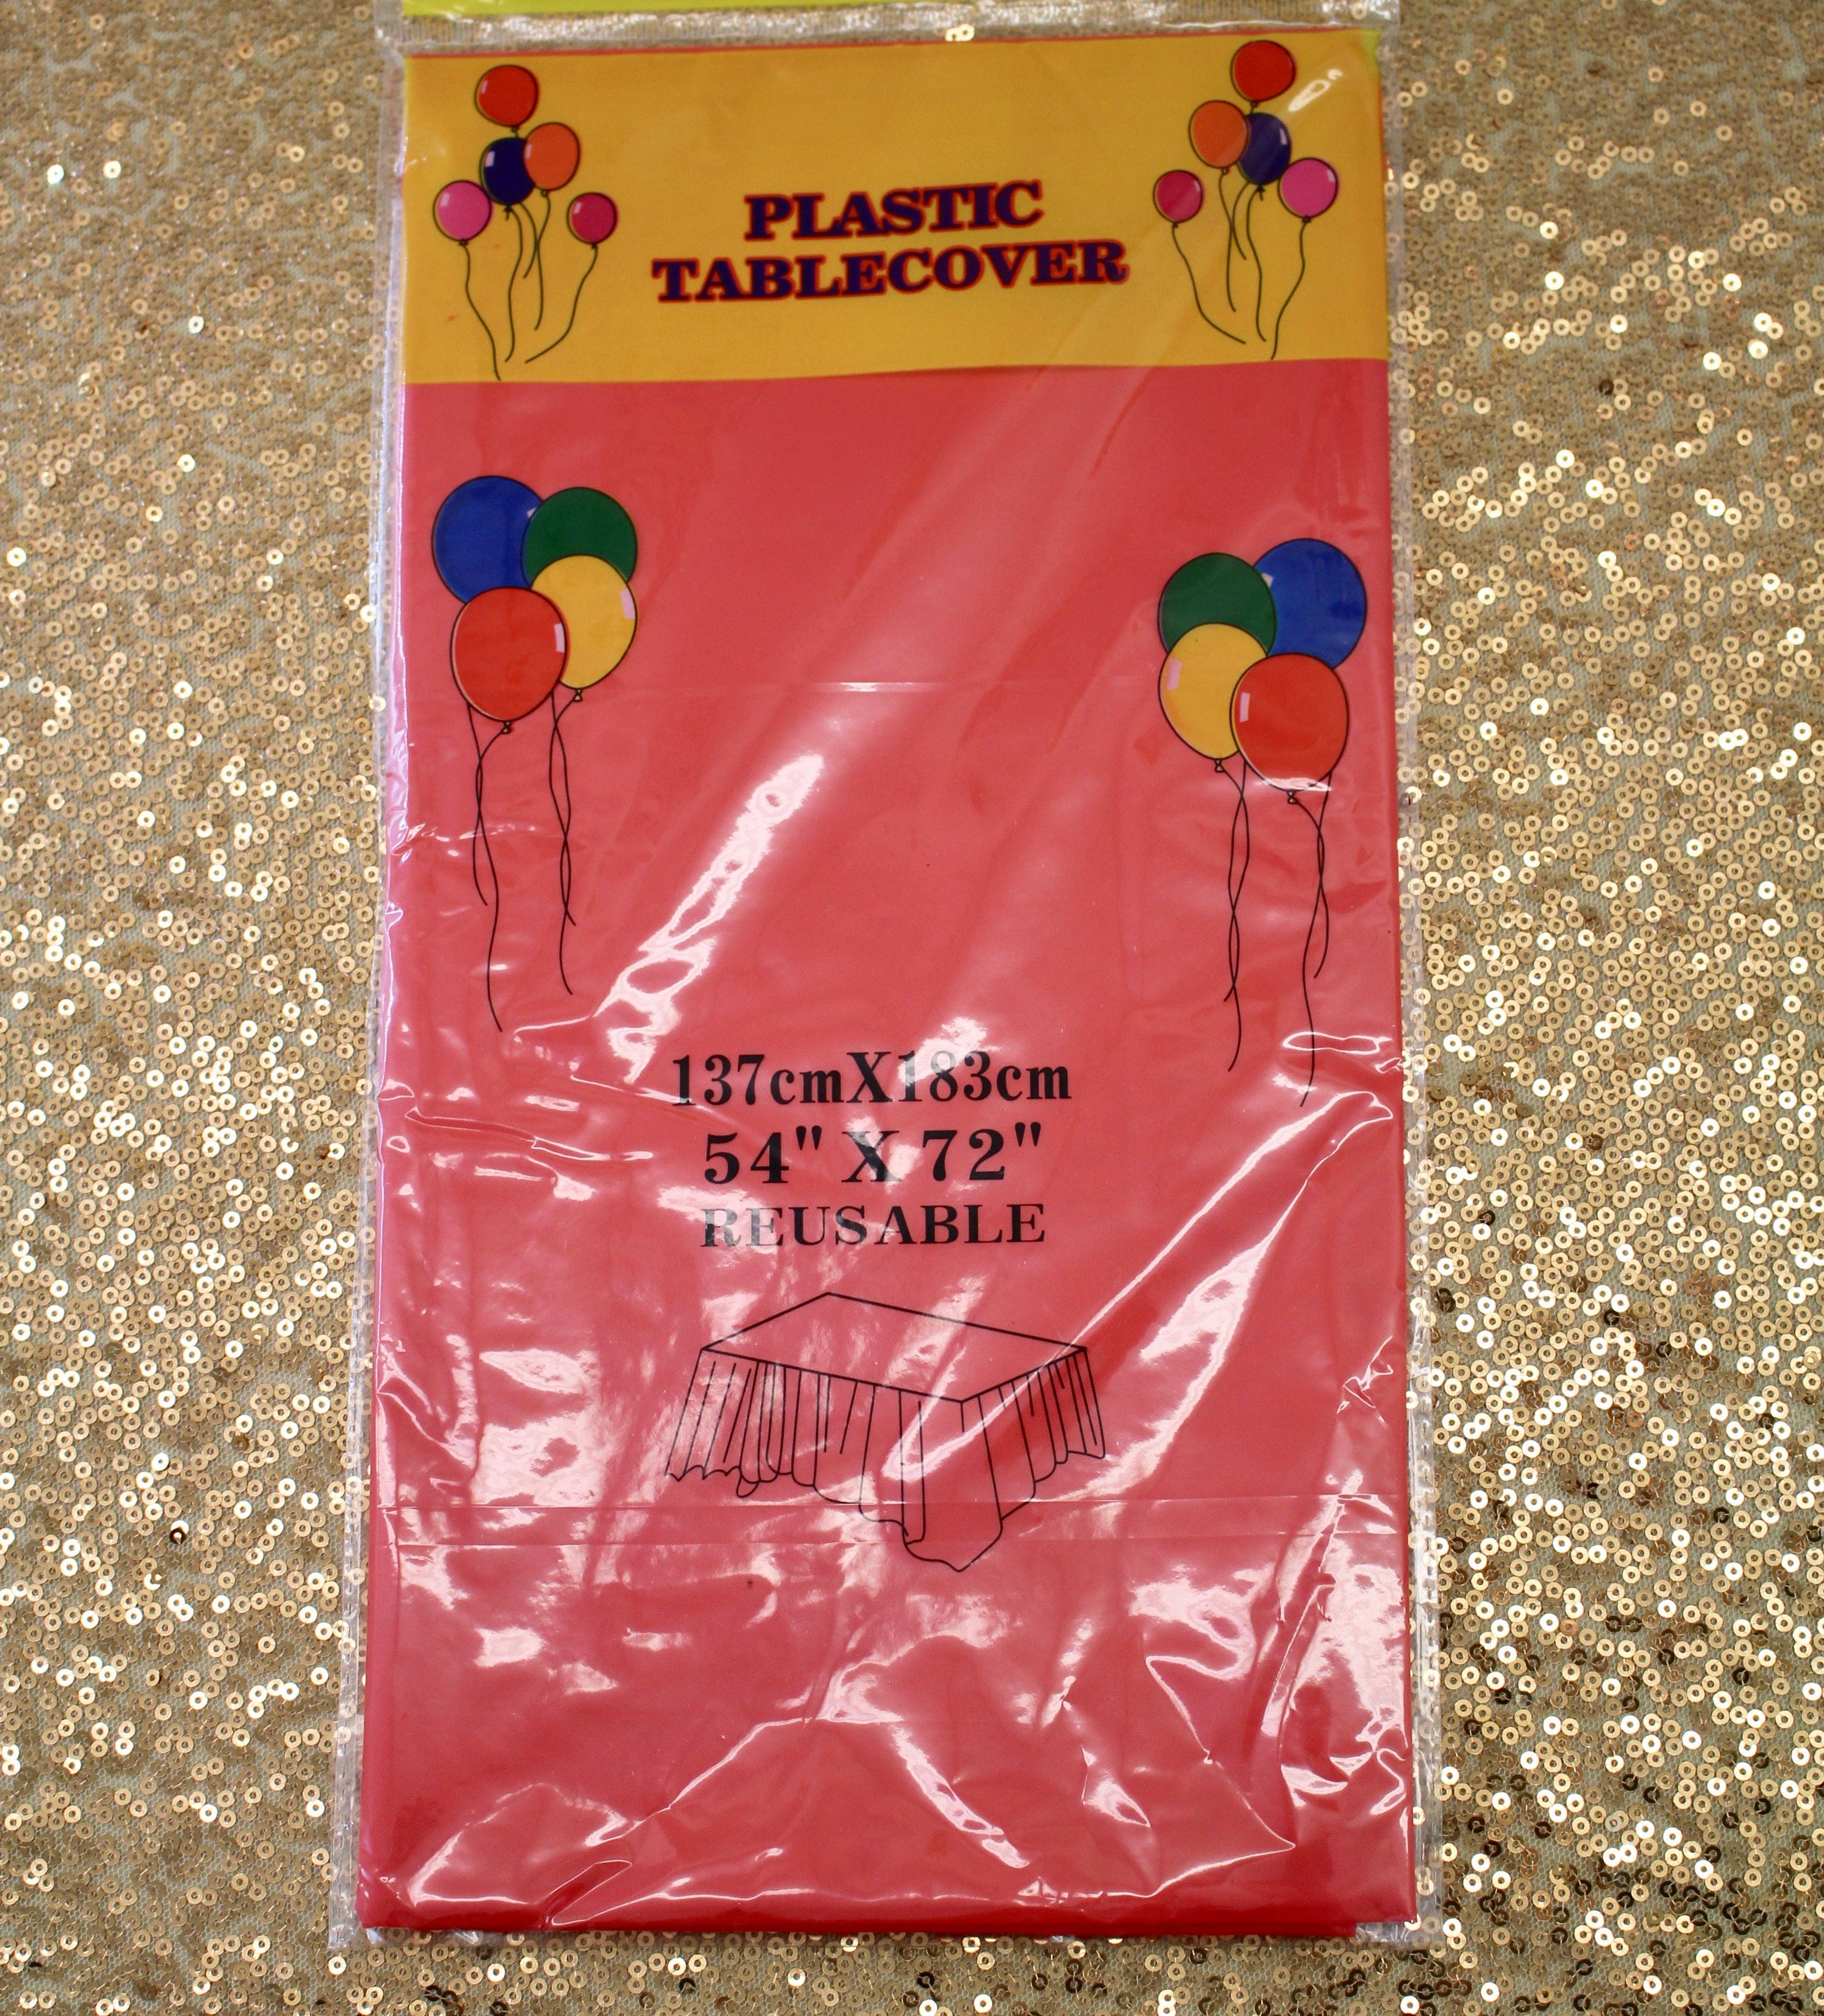 PLASTIC
TABLECOVER
137cmX183cm
54" X 72"
REUSABLE